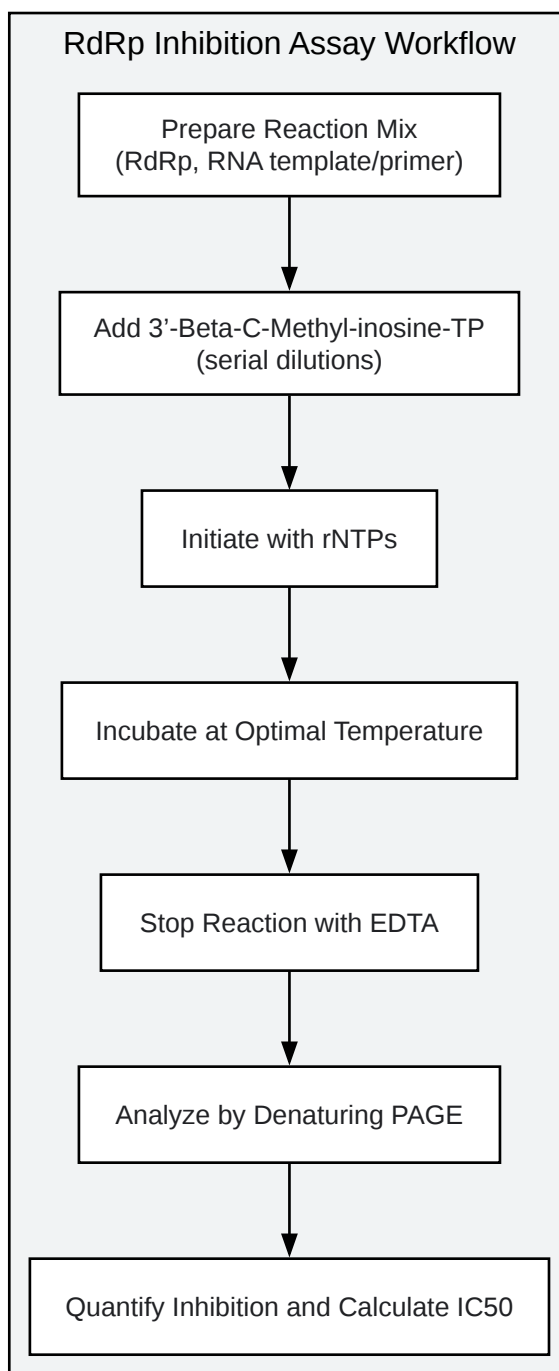 RdRp Inhibition Assay Workflow
Prepare Reaction Mix
(RdRp, RNA template/primer)
Add 3'-Beta-C-Methyl-inosine-TP
(serial dilutions)
Initiate with rNTPs
Incubate at Optimal Temperature
Stop Reaction with EDTA
Analyze by Denaturing PAGE
Quantify Inhibition and Calculate IC50